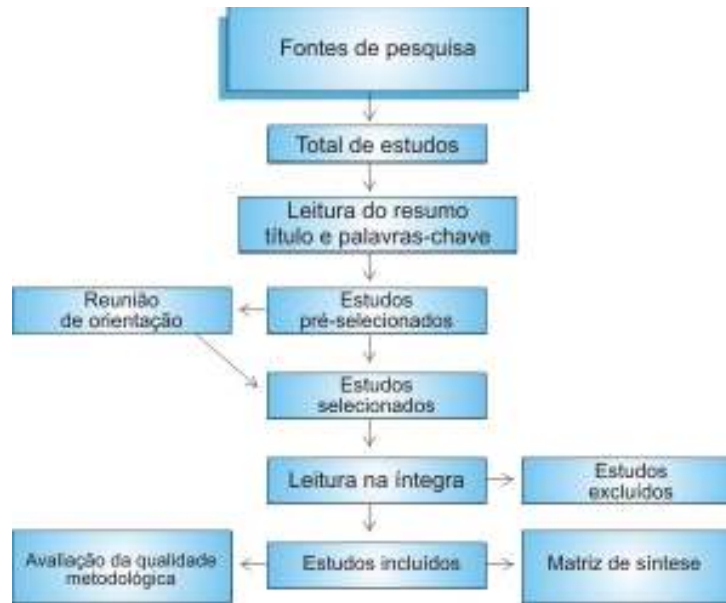 Fontes de pesquisa
Total de estudos
Leitura do resumo
título e palavras-chave
Reunião
de orientação
Estudos
pré-selecionados
Estudos
selecionados
Leitura na íntegra
Estudos
excluídos
Avaliação da qualidade
metodológica
Estudos incluídos
Matriz de síntese